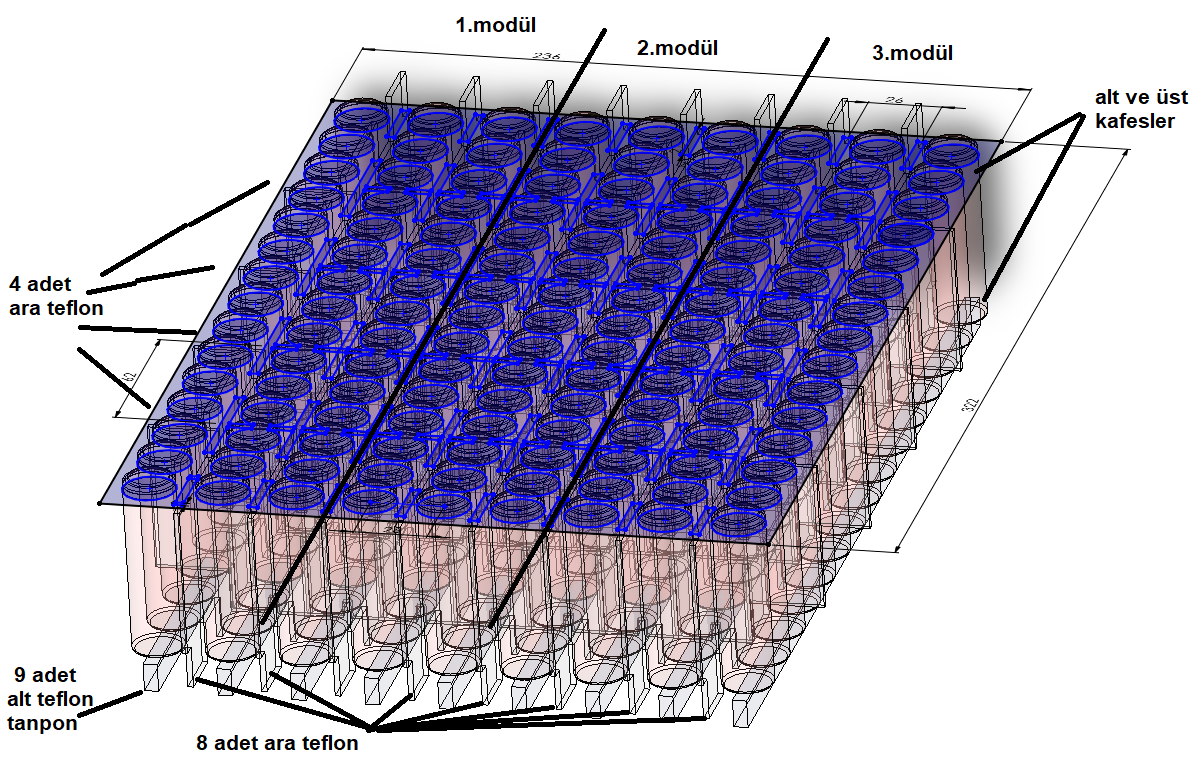 1.modül
2.modül
3.modül
236
26
alt ve üst
kafesler
4 adet
ara teflon
62
322
9 adet
alt teflon
tanpon
8 adet ara teflon